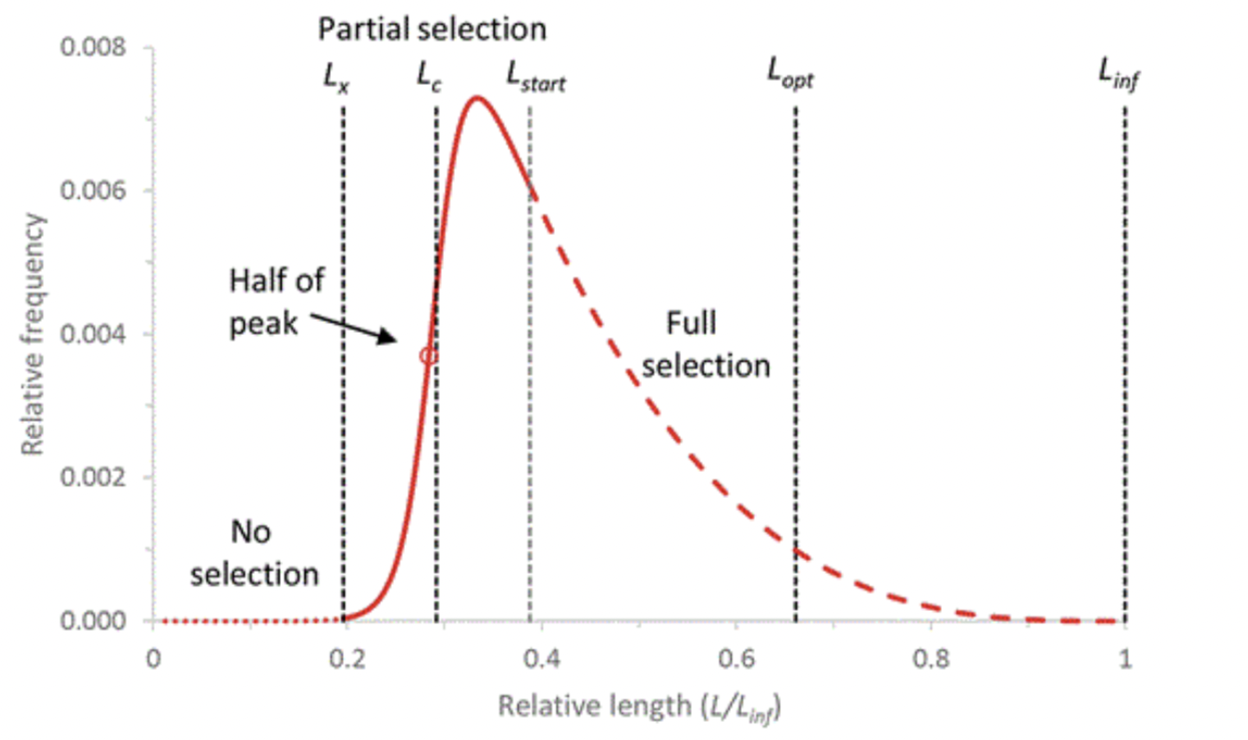 Partial selection
Lx Lc Lstart Lopt Linf
0.008
0.006
0.004
0.002
0.000
Relative frequency
Half of
peak
Full
selection
No
selection
0 0.2 0.4 0.6 0.8 1
Relative length (L/Linf)